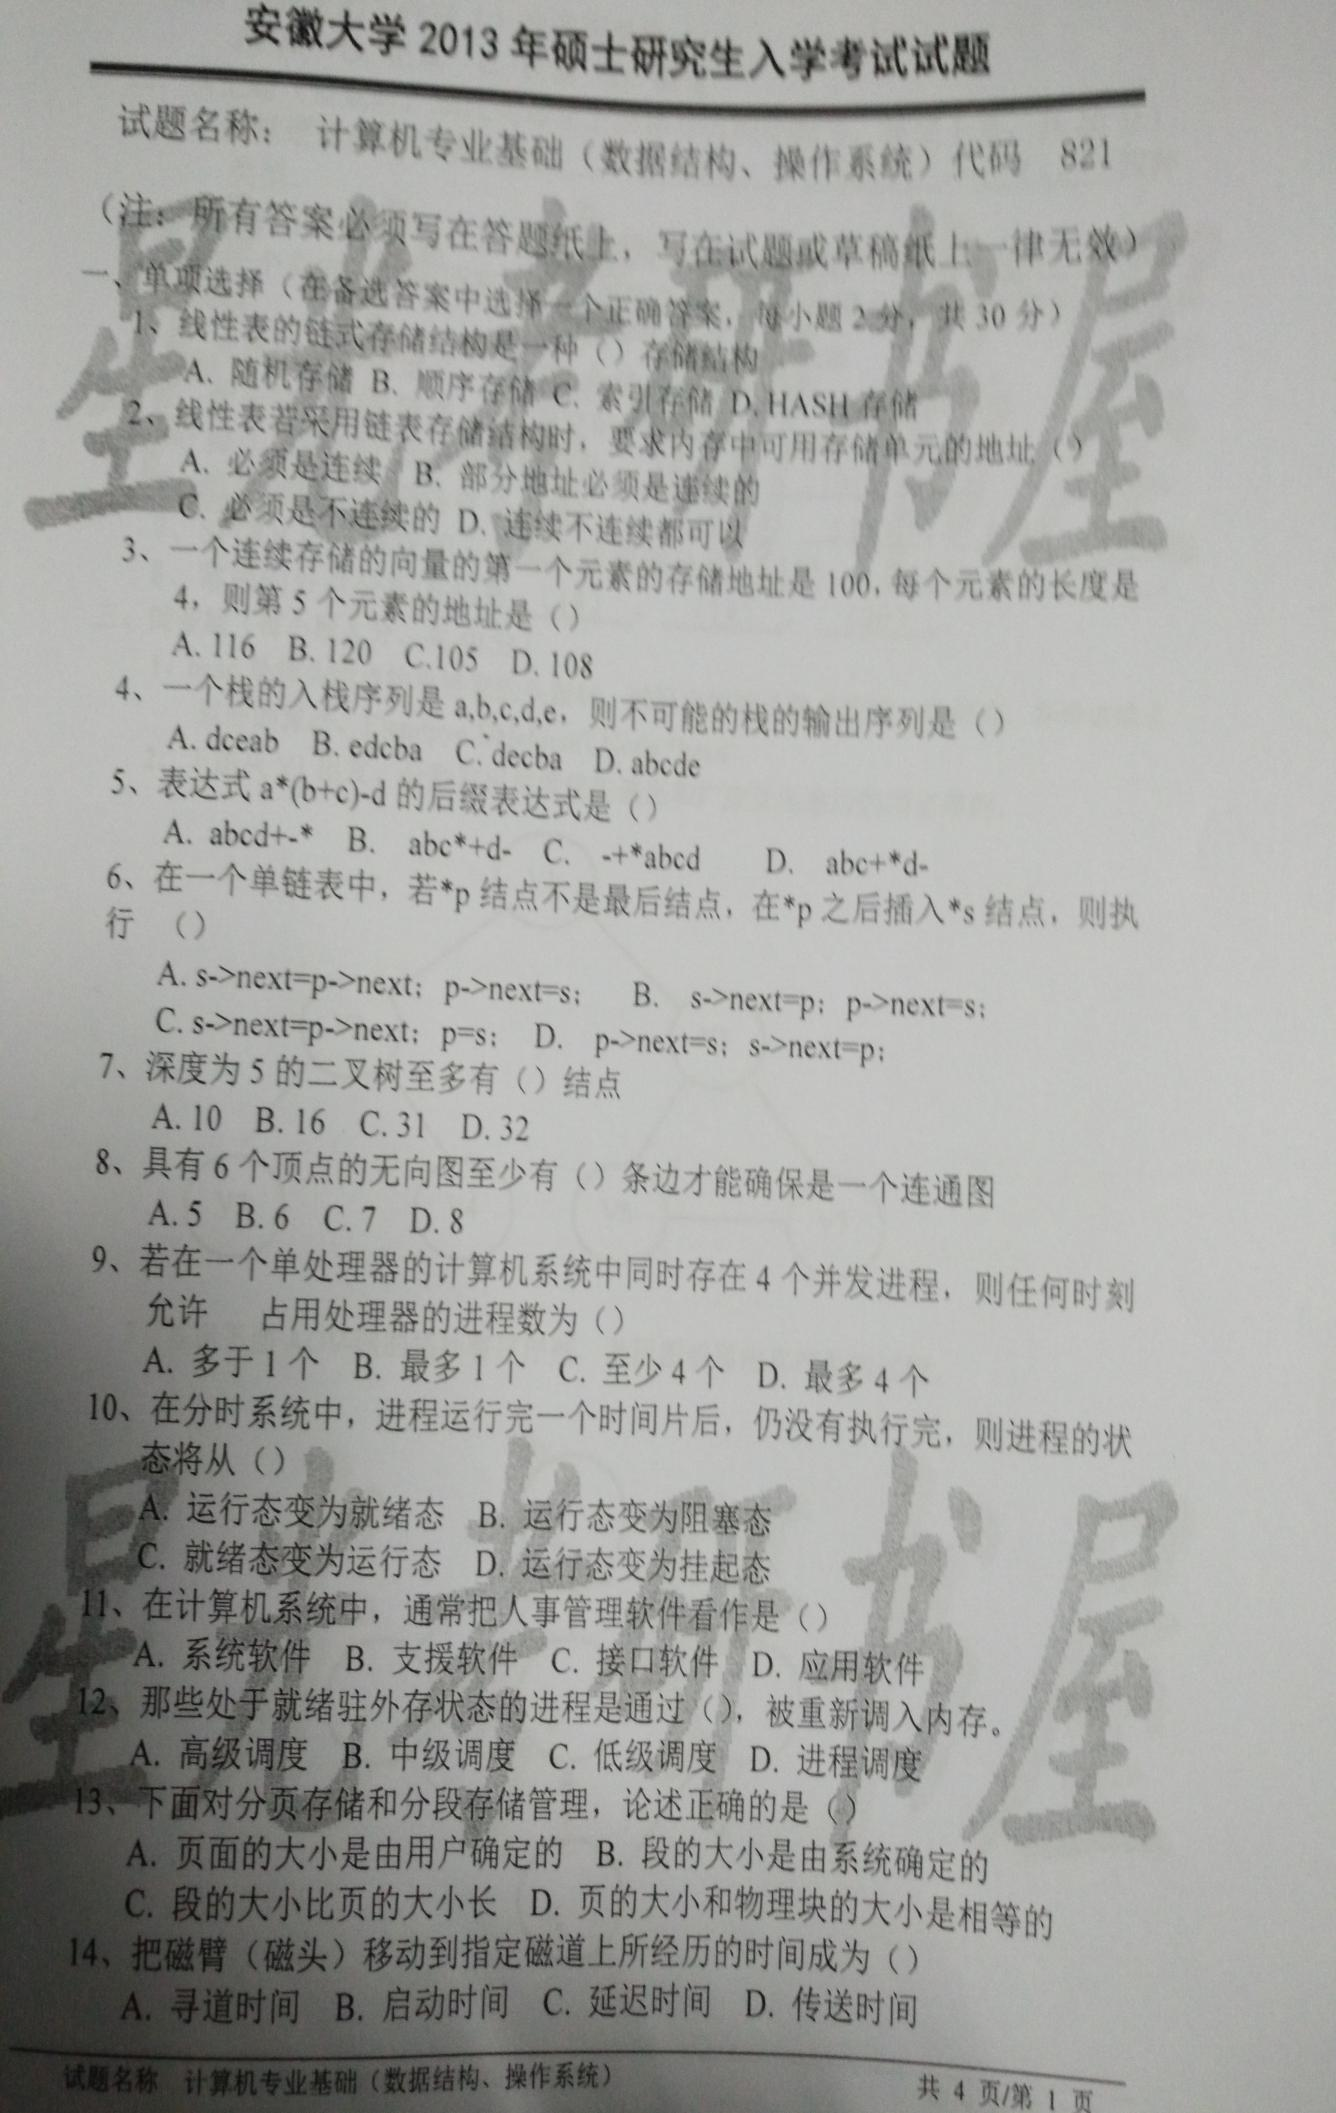 安徽大学 2013 年硕士研究生入学考试试题
试题名称： 计算机专业基础（数据结构、操作系统）代码 821
（注：所有答案必须写在答题纸上，写在试题或草稿纸上一律无效）
一、单项选择（在备选答案中选择一个正确答案，每小题 2 分，共 30 分）
1、线性表的链式存储结构是一种（）存储结构
A. 随机存储 B. 顺序存储 C. 索引存储 D. HASH 存储
2、线性表若采用链表存储结构时，要求内存中可用存储单元的地址（）
A. 必须是连续 B. 部分地址必须是连续的
C. 必须是不连续的 D. 连续不连续都可以
3、一个连续存储的向量的第一个元素的存储地址是 100，每个元素的长度是
4，则第 5 个元素的地址是（）
A. 116 B. 120 C.105 D. 108
4、一个栈的入栈序列是 a,b,c,d,e，则不可能的栈的输出序列是（）
A. dceab B. edcba C. decba D. abcde
5、表达式 a*(b+c)-d 的后缀表达式是（）
A. abcd+-* B. abc*+d- C. -+*abcd D. abc+*d-
6、在一个单链表中，若*p 结点不是最后结点，在*p 之后插入*s 结点，则执
行 （）
A. s->next=p->next；p->next=s； B. s->next=p；p->next=s；
C. s->next=p->next；p=s； D. p->next=s；s->next=p；
7、深度为 5 的二叉树至多有（）结点
A. 10 B. 16 C. 31 D. 32
8、具有 6 个顶点的无向图至少有（）条边才能确保是一个连通图
A. 5 B. 6 C. 7 D. 8
9、若在一个单处理器的计算机系统中同时存在 4 个并发进程，则任何时刻
允许 占用处理器的进程数为（）
A. 多于 1 个 B. 最多 1 个 C. 至少 4 个 D. 最多 4 个
10、在分时系统中，进程运行完一个时间片后，仍没有执行完，则进程的状
态将从（）
A. 运行态变为就绪态 B. 运行态变为阻塞态
C. 就绪态变为运行态 D. 运行态变为挂起态
11、在计算机系统中，通常把人事管理软件看作是（）
A. 系统软件 B. 支援软件 C. 接口软件 D. 应用软件
12、那些处于就绪驻外存状态的进程是通过（），被重新调入内存。
A. 高级调度 B. 中级调度 C. 低级调度 D. 进程调度
13、下面对分页存储和分段存储管理，论述正确的是（）
A. 页面的大小是由用户确定的 B. 段的大小是由系统确定的
C. 段的大小比页的大小长 D. 页的大小和物理块的大小是相等的
14、把磁臂（磁头）移动到指定磁道上所经历的时间成为（）
A. 寻道时间 B. 启动时间 C. 延迟时间 D. 传送时间
试题名称 计算机专业基础（数据结构、操作系统）
共 4 页/第 1 页
星光考研书屋
星光考研书屋